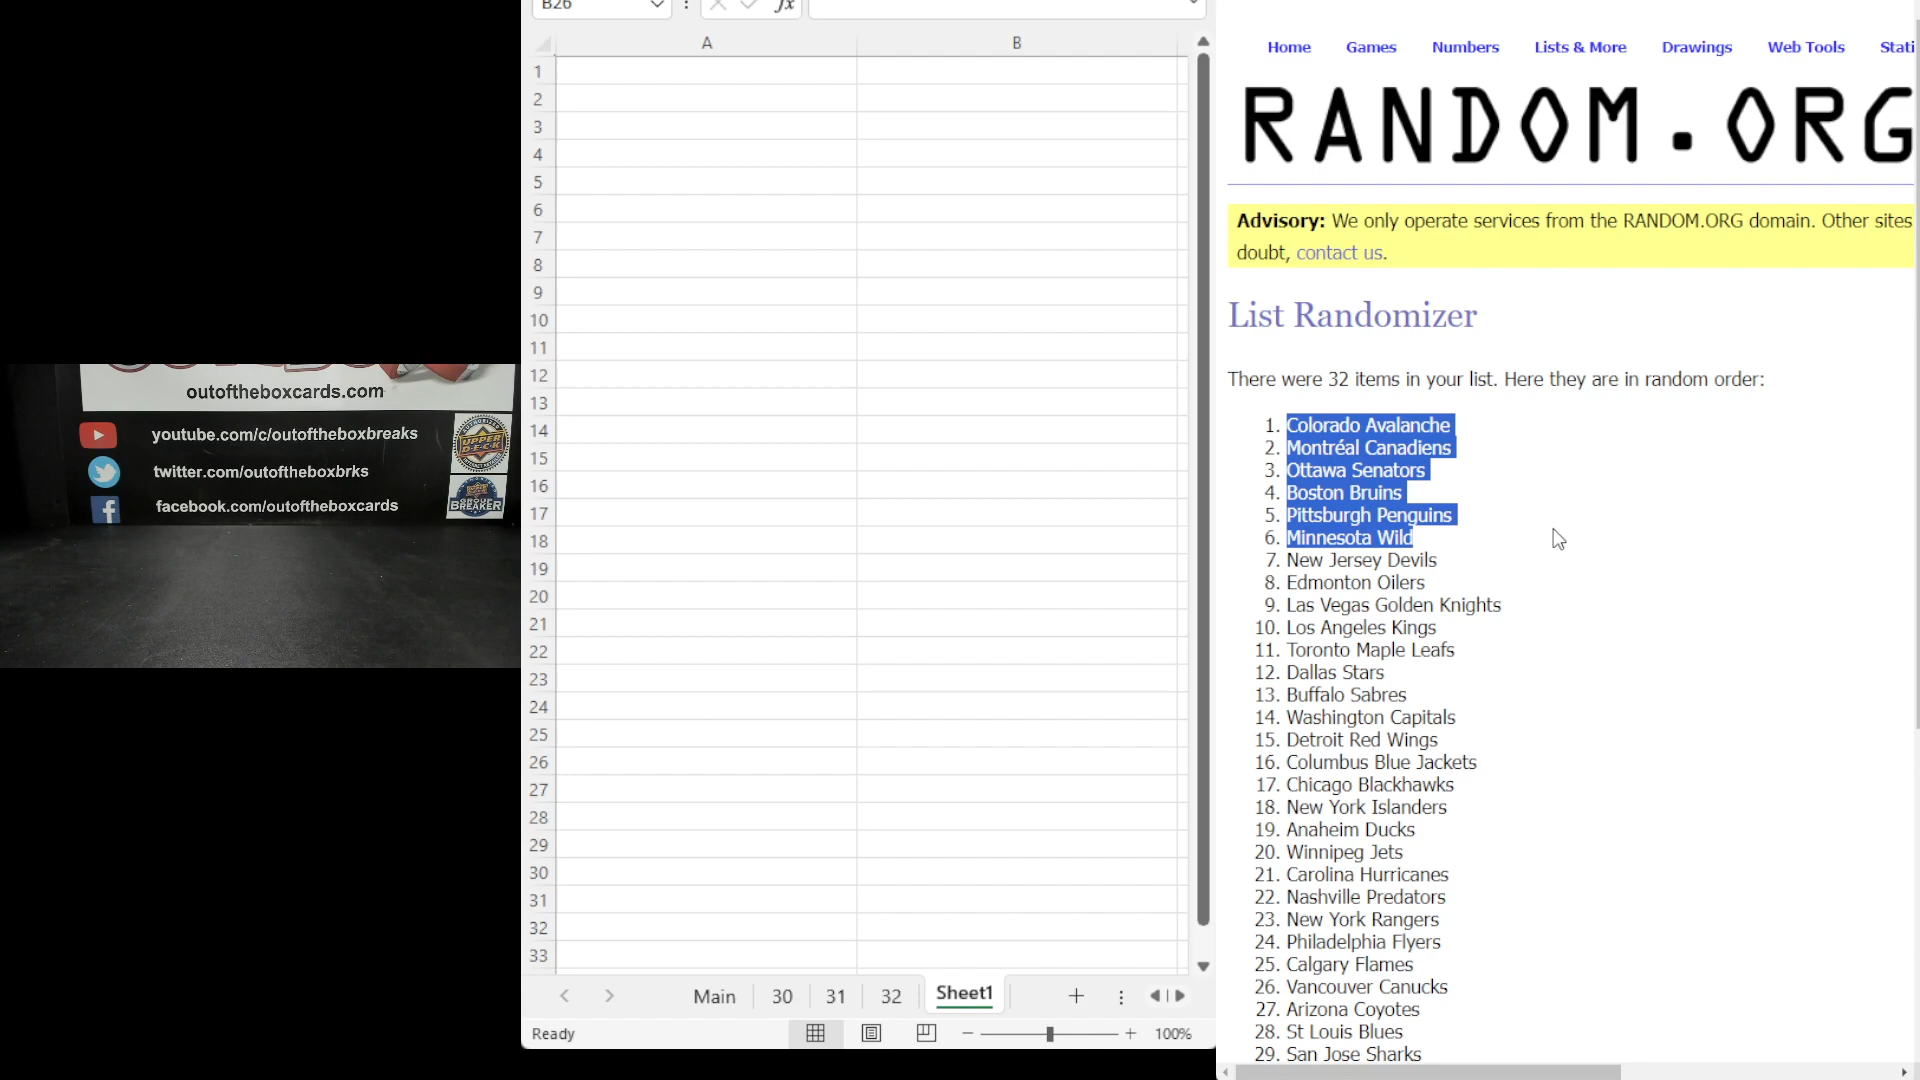 outoftheboxcards.com
youtube.com/c/outoftheboxbreaks
twitter.com/outoftheboxbrks
facebook.com/outoftheboxcards
UPPER DECK
GROUP BREAKER
B26
fx
A B
1
2
3
4
5
6
7
8
9
10
11
12
13
14
15
16
17
18
19
20
21
22
23
24
25
26
27
28
29
30
31
32
33
Main 30 31 32 Sheet1
Ready
100%
Home Games Numbers Lists & More Drawings Web Tools Stati
RANDOM.ORG
Advisory: We only operate services from the RANDOM.ORG domain. Other sites
doubt, contact us.
List Randomizer
There were 32 items in your list. Here they are in random order:
1. Colorado Avalanche
2. Montréal Canadiens
3. Ottawa Senators
4. Boston Bruins
5. Pittsburgh Penguins
6. Minnesota Wild
7. New Jersey Devils
8. Edmonton Oilers
9. Las Vegas Golden Knights
10. Los Angeles Kings
11. Toronto Maple Leafs
12. Dallas Stars
13. Buffalo Sabres
14. Washington Capitals
15. Detroit Red Wings
16. Columbus Blue Jackets
17. Chicago Blackhawks
18. New York Islanders
19. Anaheim Ducks
20. Winnipeg Jets
21. Carolina Hurricanes
22. Nashville Predators
23. New York Rangers
24. Philadelphia Flyers
25. Calgary Flames
26. Vancouver Canucks
27. Arizona Coyotes
28. St Louis Blues
29. San Jose Sharks